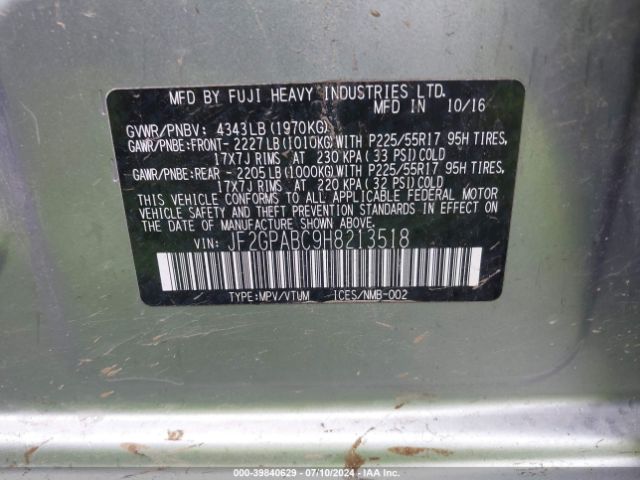 MFD BY FUJI HEAVY INDUSTRIES LTD.
MFD IN 10/16
GVWR/PNBV: 4343LB(1970KG)
GAWR/PNBE:FRONT- 2227LB(1010KG)WITH P225/55R17 95H TIRES,
17X7J RIMS AT 230 KPA (33 PSI)COLD
GAWR/PNBE:REAR - 2205LB(1000KG)WITH P225/55R17 95H TIRES,
17X7J RIMS AT 220 KPA (32 PSI)COLD
THIS VEHICLE CONFORMS TO ALL APPLICABLE FEDERAL MOTOR
VEHICLE SAFETY AND THEFT PREVENTION STANDARDS IN EFFECT ON
THE DATE OF MANUFACTURE SHOWN ABOVE.
VIN: JF2GPABC9H8213518
TYPE:MPV/VTUM ICES/NMB-002
000-39840629 - 07/10/2024 - IAA Inc.